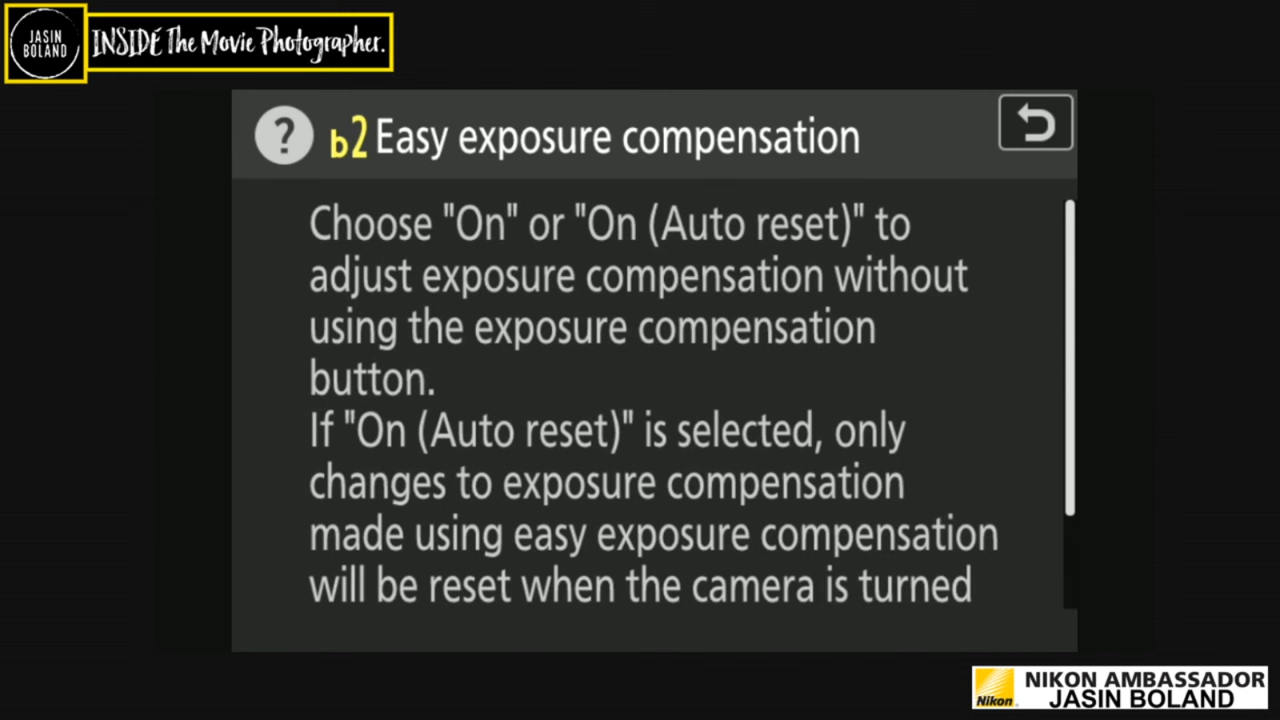 JASIN
BOLAND
INSIDE The Movie Photographer.
? b2 Easy exposure compensation
Choose "On" or "On (Auto reset)" to
adjust exposure compensation without
using the exposure compensation
button.
If "On (Auto reset)" is selected, only
changes to exposure compensation
made using easy exposure compensation
will be reset when the camera is turned
Nikon
NIKON AMBASSADOR
JASIN BOLAND